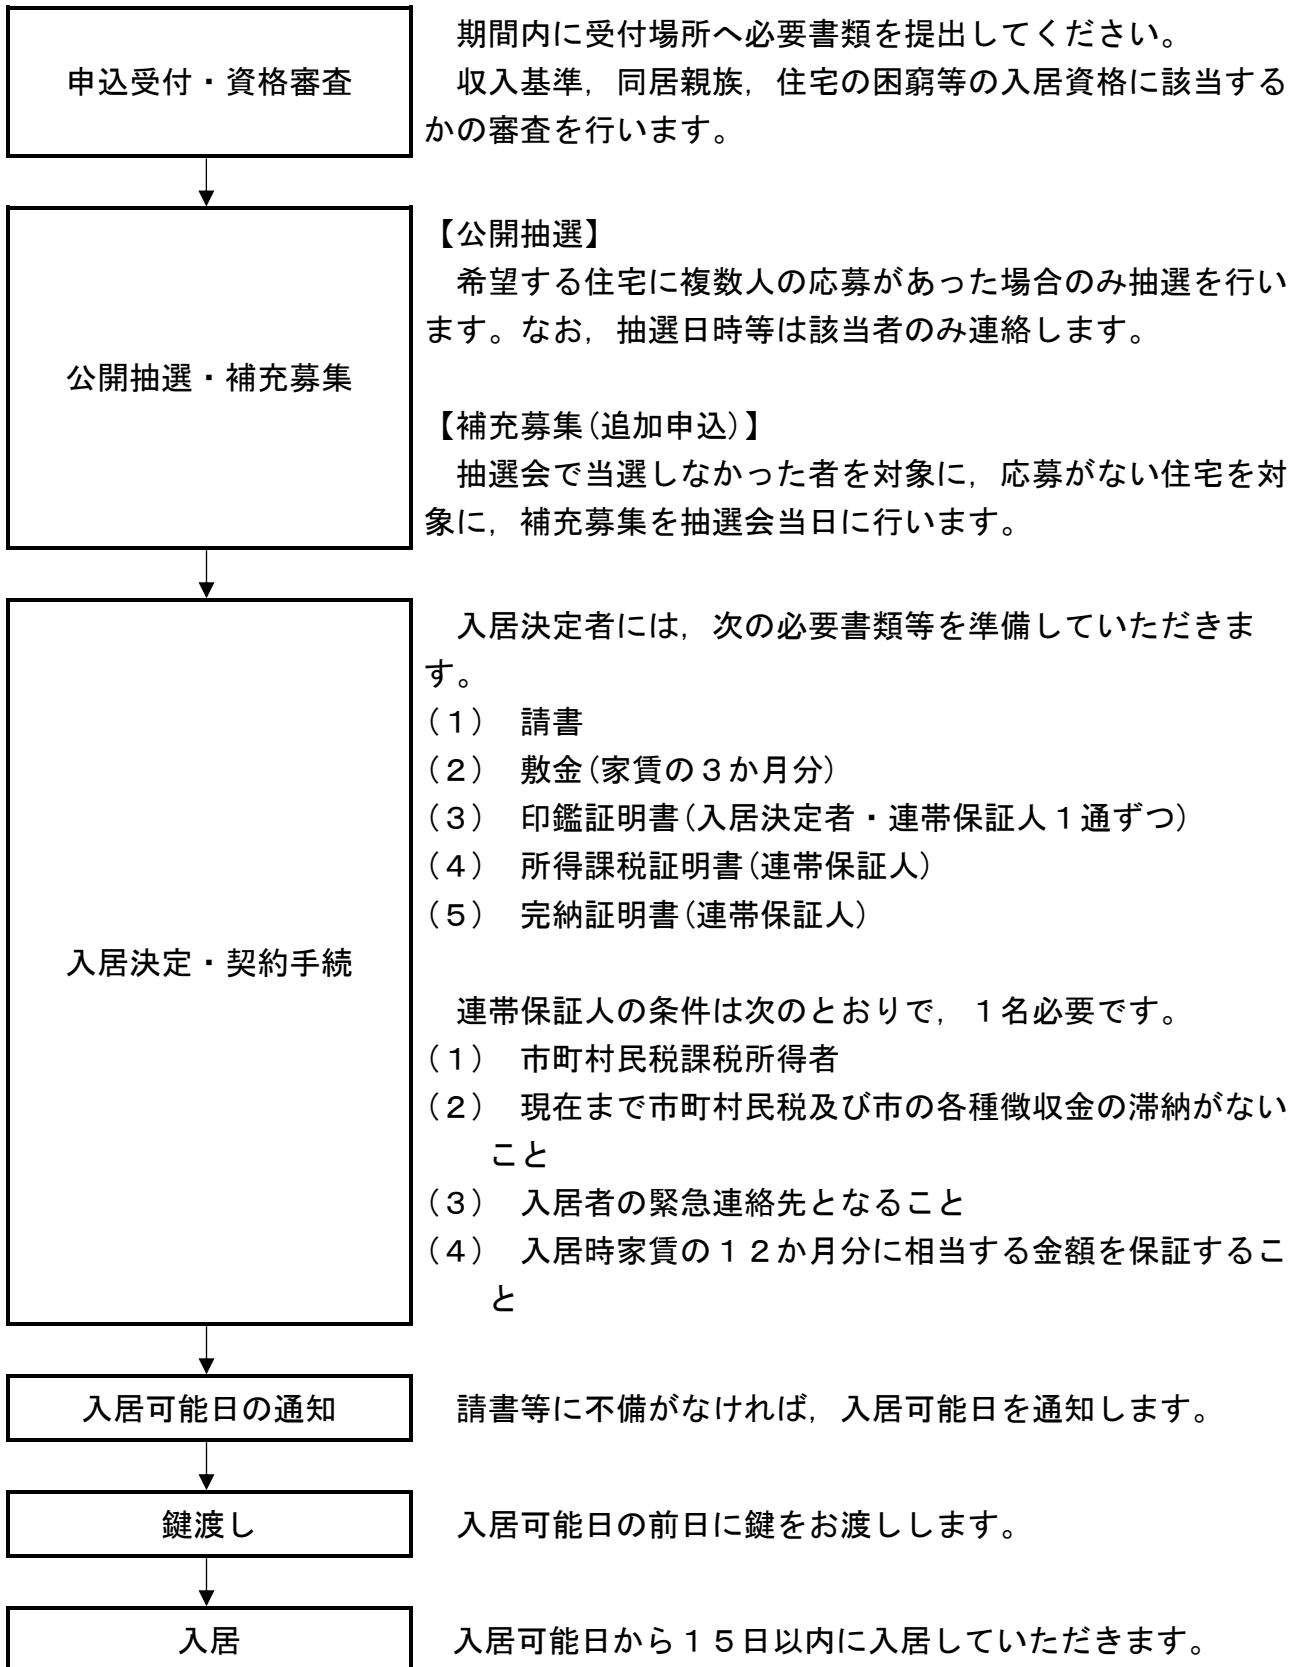 申込受付・資格審査
期間内に受付場所へ必要書類を提出してください。
収入基準，同居親族，住宅の困窮等の入居資格に該当する
かの審査を行います。
公開抽選・補充募集
【公開抽選】
希望する住宅に複数人の応募があった場合のみ抽選を行い
ます。なお，抽選日時等は該当者のみ連絡します。
【補充募集(追加申込)】
抽選会で当選しなかった者を対象に，応募がない住宅を対
象に，補充募集を抽選会当日に行います。
入居決定・契約手続
入居決定者には，次の必要書類等を準備していただきま
す。
(１)　請書
(２)　敷金(家賃の３か月分)
(３)　印鑑証明書(入居決定者・連帯保証人１通ずつ)
(４)　所得課税証明書(連帯保証人)
(５)　完納証明書(連帯保証人)
連帯保証人の条件は次のとおりで，１名必要です。
(１)　市町村民税課税所得者
(２)　現在まで市町村民税及び市の各種徴収金の滞納がない
こと
(３)　入居者の緊急連絡先となること
(４)　入居時家賃の１２か月分に相当する金額を保証するこ
と
入居可能日の通知
請書等に不備がなければ，入居可能日を通知します。
鍵渡し
入居可能日の前日に鍵をお渡しします。
入居
入居可能日から１５日以内に入居していただきます。